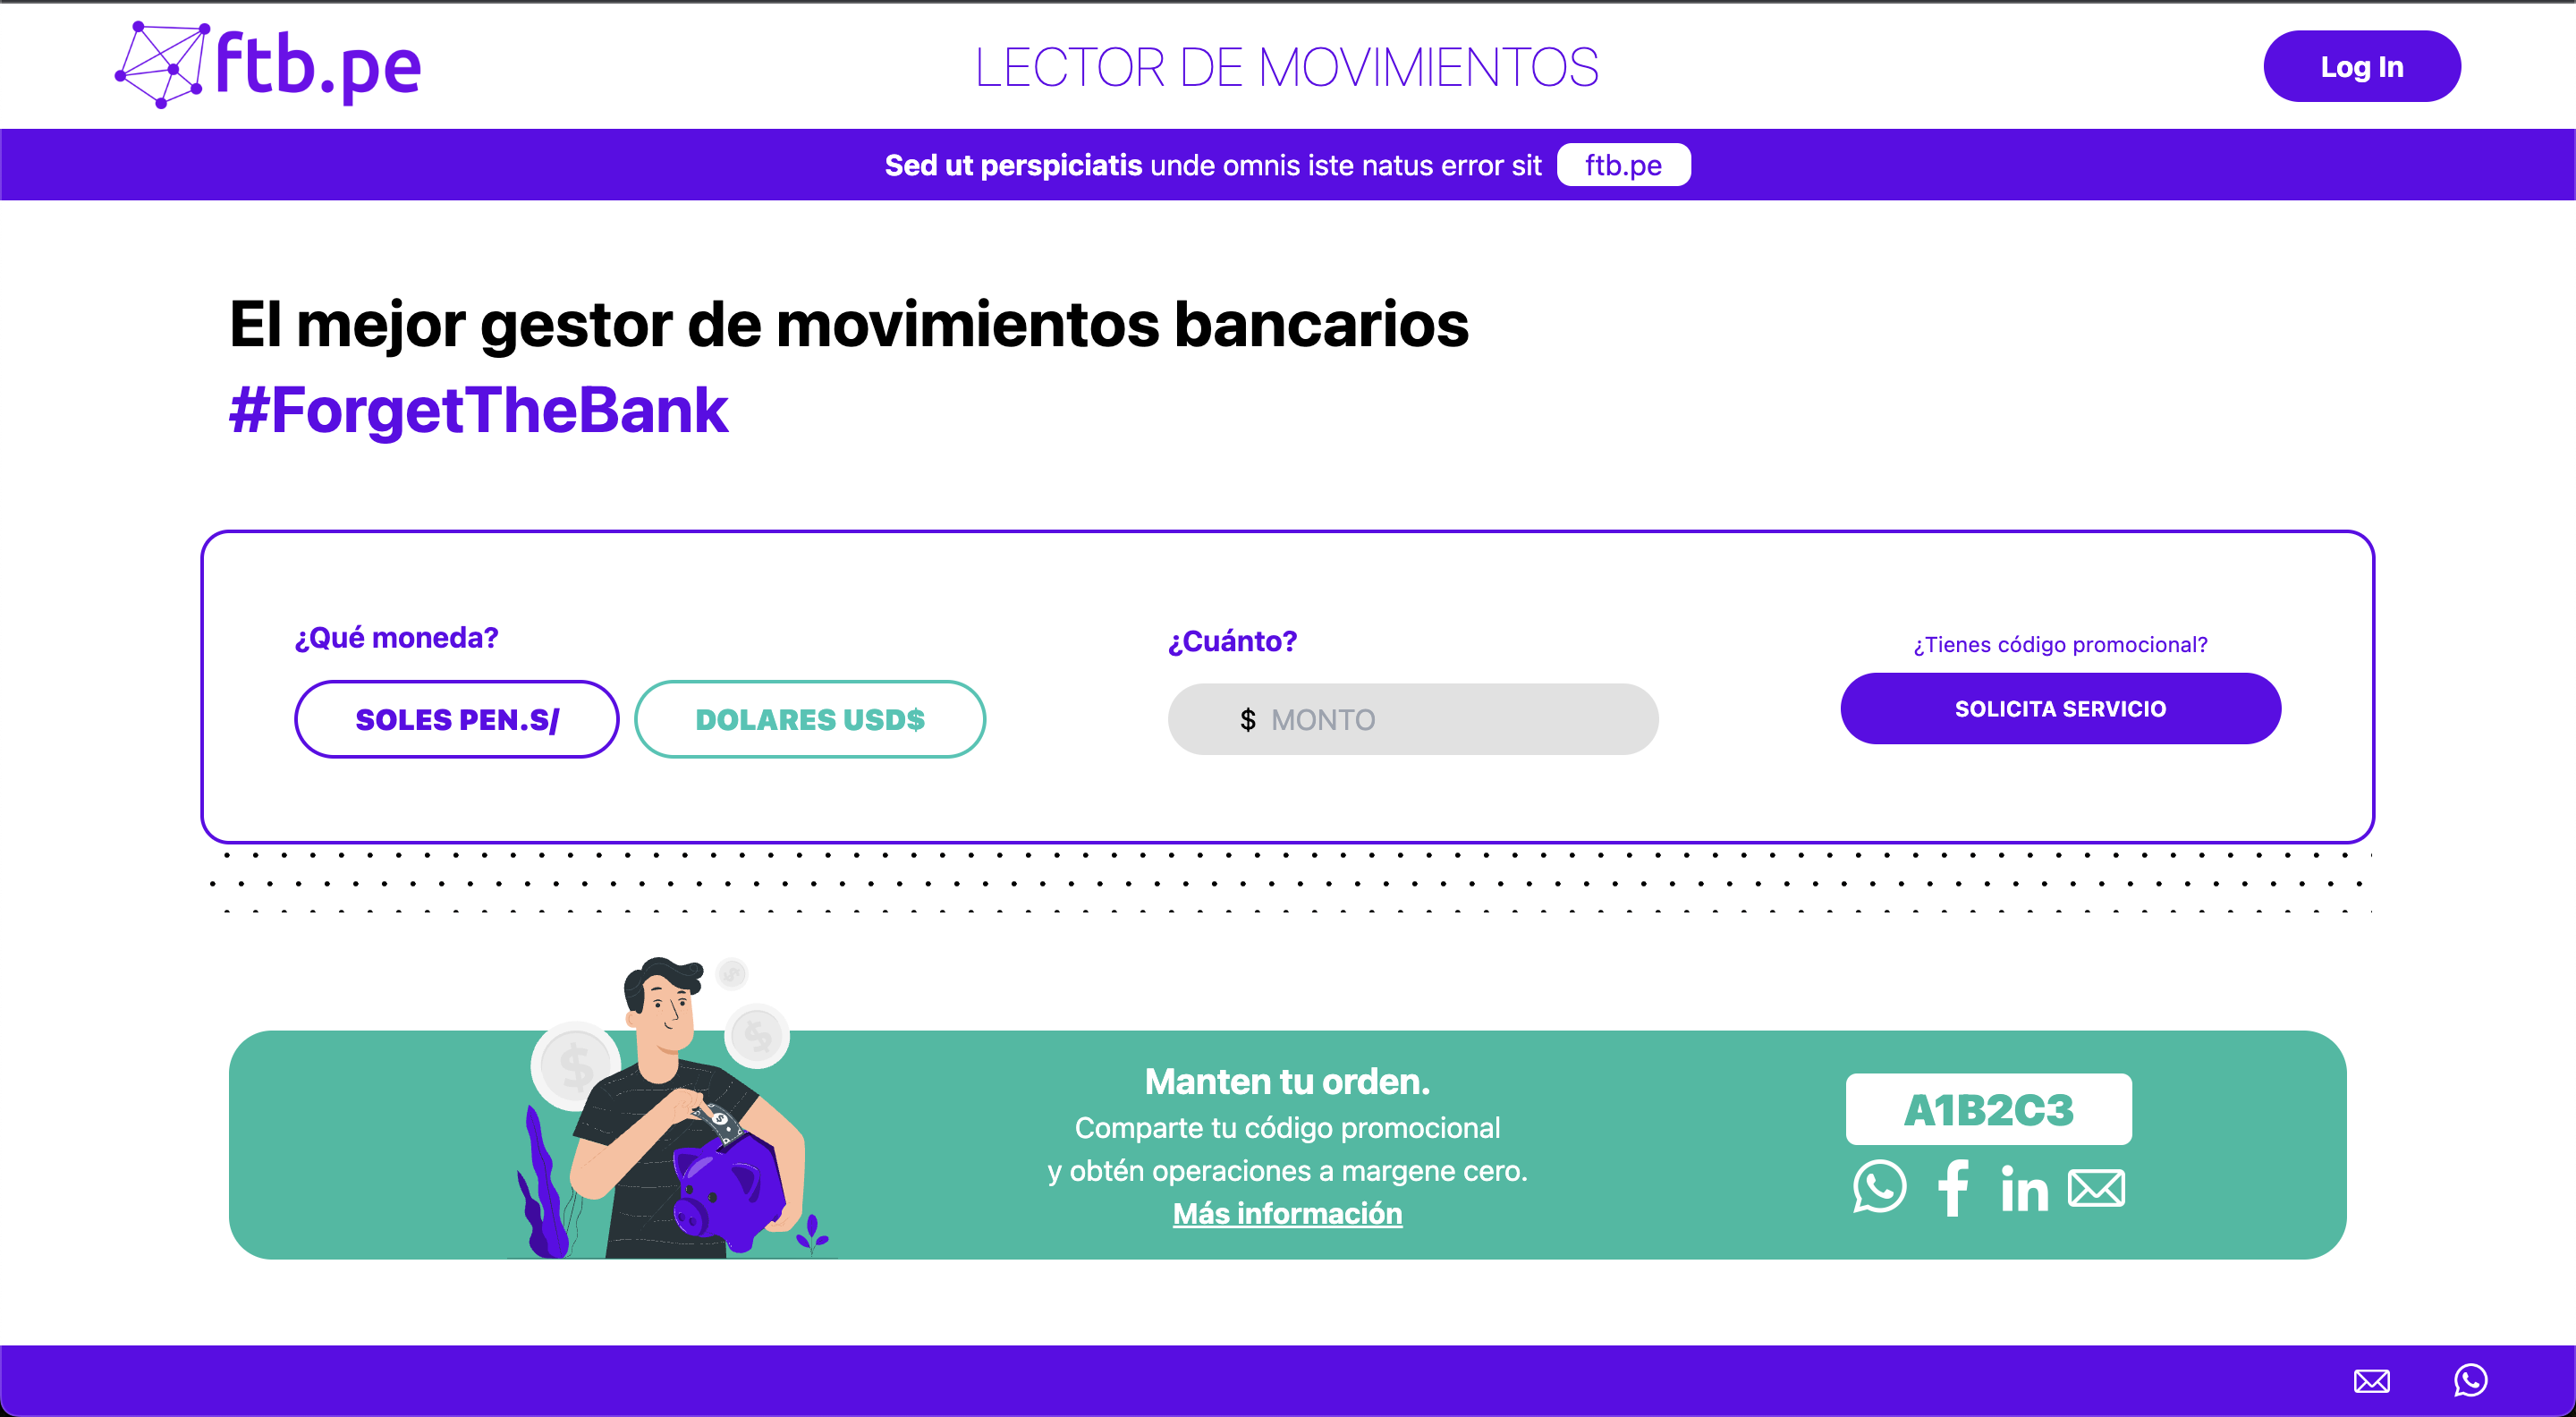 ftb.pe
LECTOR DE MOVIMIENTOS
Log In
Sed ut perspiciatis unde omnis iste natus error sit ftb.pe
El mejor gestor de movimientos bancarios
#ForgetTheBank
¿Qué moneda?
SOLES PEN.S/
DOLARES USD$
¿Cuánto?
$ MONTO
¿Tienes código promocional?
SOLICITA SERVICIO
Manten tu orden.
Comparte tu código promocional
y obtén operaciones a margene cero.
Más información
A1B2C3